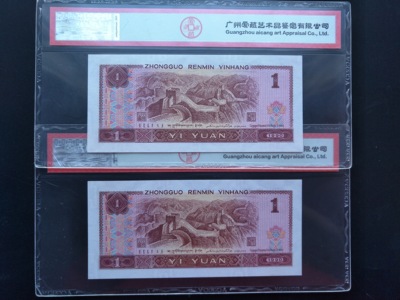 广州爱藏艺术品鉴定有限公司
Guangzhou aicang art Appraisal Co., Ltd.
ZHONGGUO RENMIN YINHANG
1
1
YI YUAN
广州爱藏艺术品鉴定有限公司
Guangzhou aicang art Appraisal Co., Ltd.
ZHONGGUO RENMIN YINHANG
1
1
YI YUAN